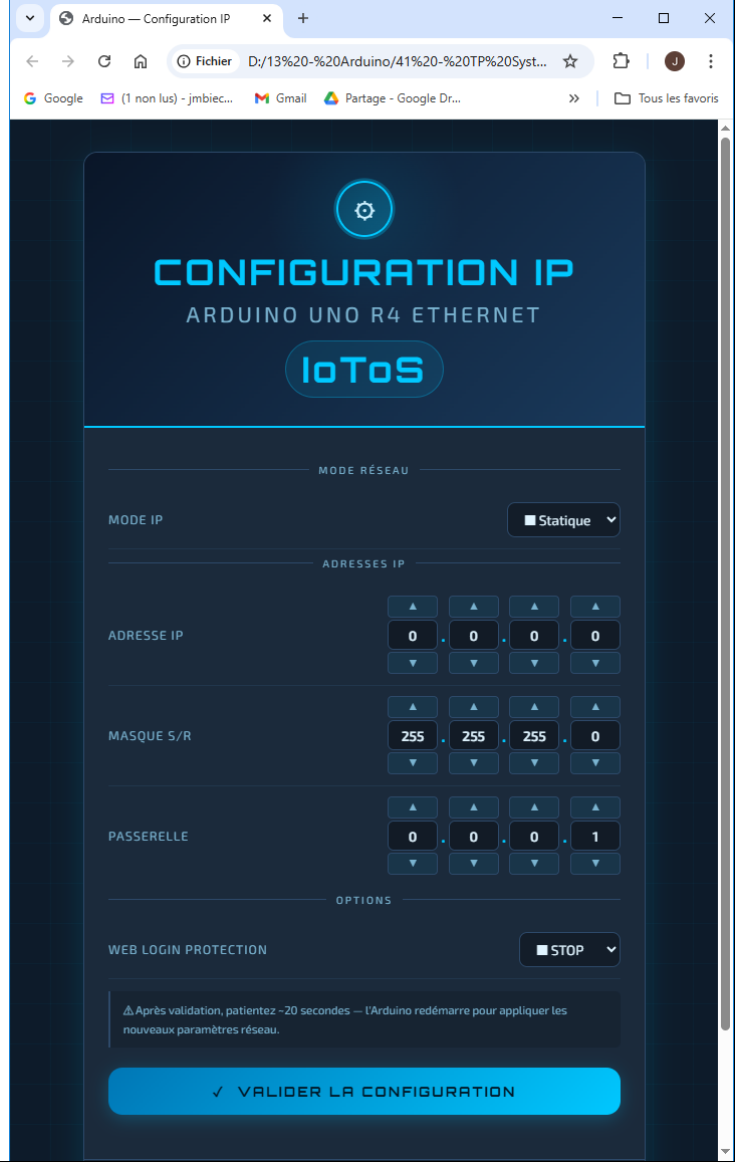 Arduino — Configuration IP
Fichier D:/13%20-%20Arduino/41%20-%20TP%20Syst...
J
Google (1 non lus) - jmbiec... Gmail Partage - Google Dr... » Tous les favoris
CONFIGURATION IP
ARDUINO UNO R4 ETHERNET
IoToS
MODE RÉSEAU
MODE IP Statique
ADRESSES IP
ADRESSE IP 0 . 0 . 0 . 0
MASQUE S/R 255 . 255 . 255 . 0
PASSERELLE 0 . 0 . 0 . 1
OPTIONS
WEB LOGIN PROTECTION STOP
⚠ Après validation, patientez ~20 secondes — l'Arduino redémarre pour appliquer les
nouveaux paramètres réseau.
✓ VALIDER LA CONFIGURATION